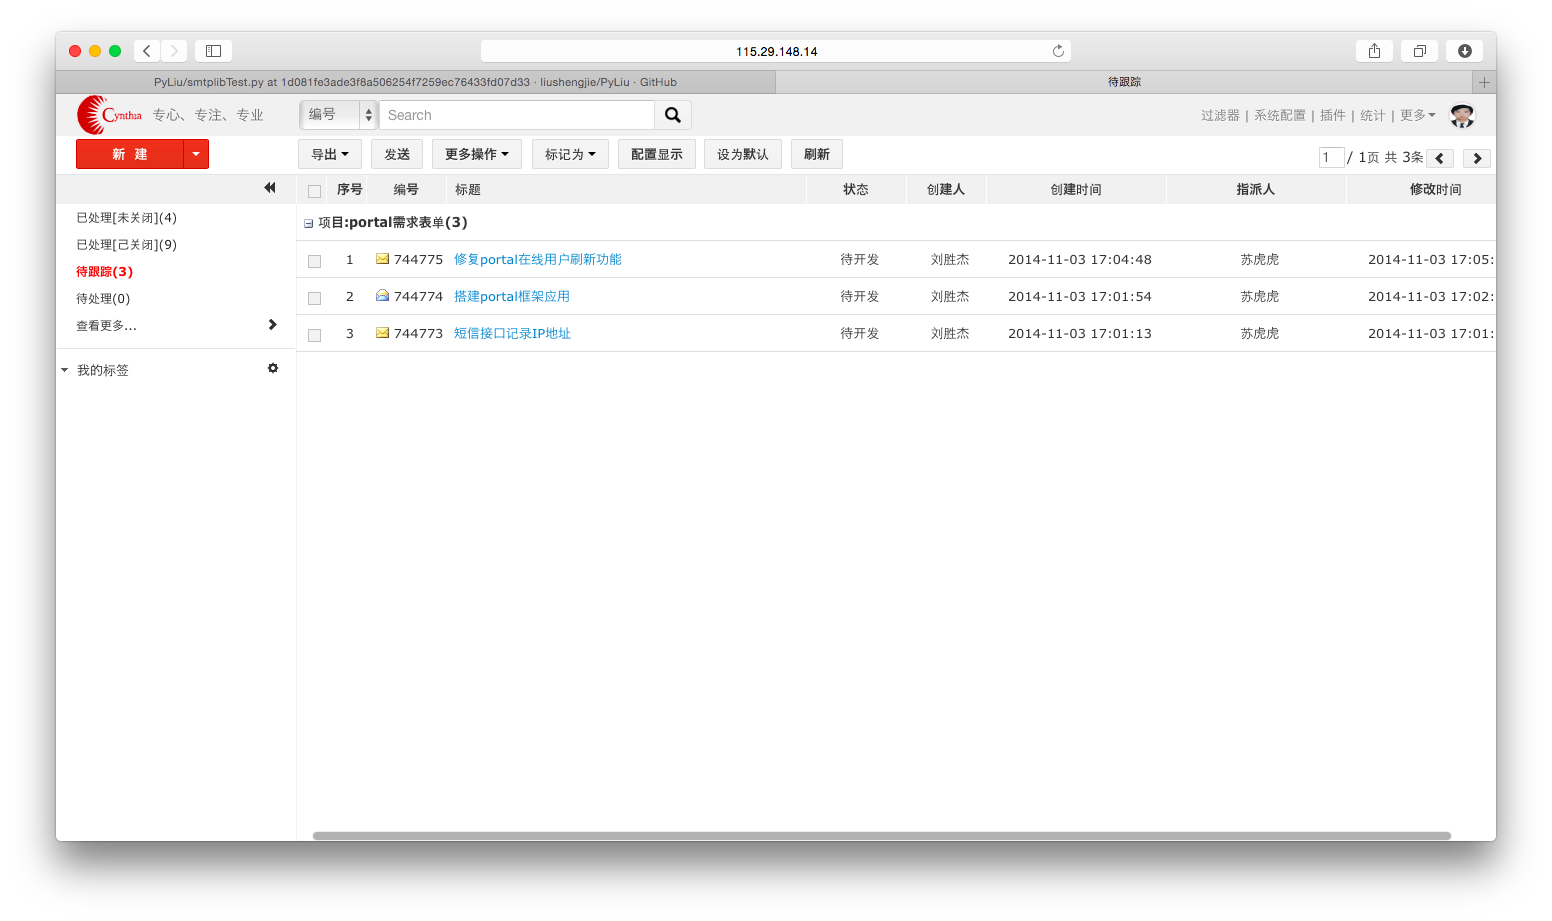 115.29.148.14
PyLiu/smtplibTest.py at 1d081fe3ade3f8a506254f7259ec76433fd07d33 · liushengjie/PyLiu · GitHub
待跟踪
Cynthia 专心、专注、专业
编号 Search
过滤器 | 系统配置 | 插件 | 统计 | 更多
新 建
导出 发送 更多操作 标记为 配置显示 设为默认 刷新
1 / 1页 共 3条
序号 编号 标题 状态 创建人 创建时间 指派人 修改时间
已处理[未关闭](4)
已处理[己关闭](9)
待跟踪(3)
待处理(0)
查看更多...
我的标签
项目:portal需求表单(3)
1 744775 修复portal在线用户刷新功能 待开发 刘胜杰 2014-11-03 17:04:48 苏虎虎 2014-11-03 17:05:
2 744774 搭建portal框架应用 待开发 刘胜杰 2014-11-03 17:01:54 苏虎虎 2014-11-03 17:02:
3 744773 短信接口记录IP地址 待开发 刘胜杰 2014-11-03 17:01:13 苏虎虎 2014-11-03 17:01: